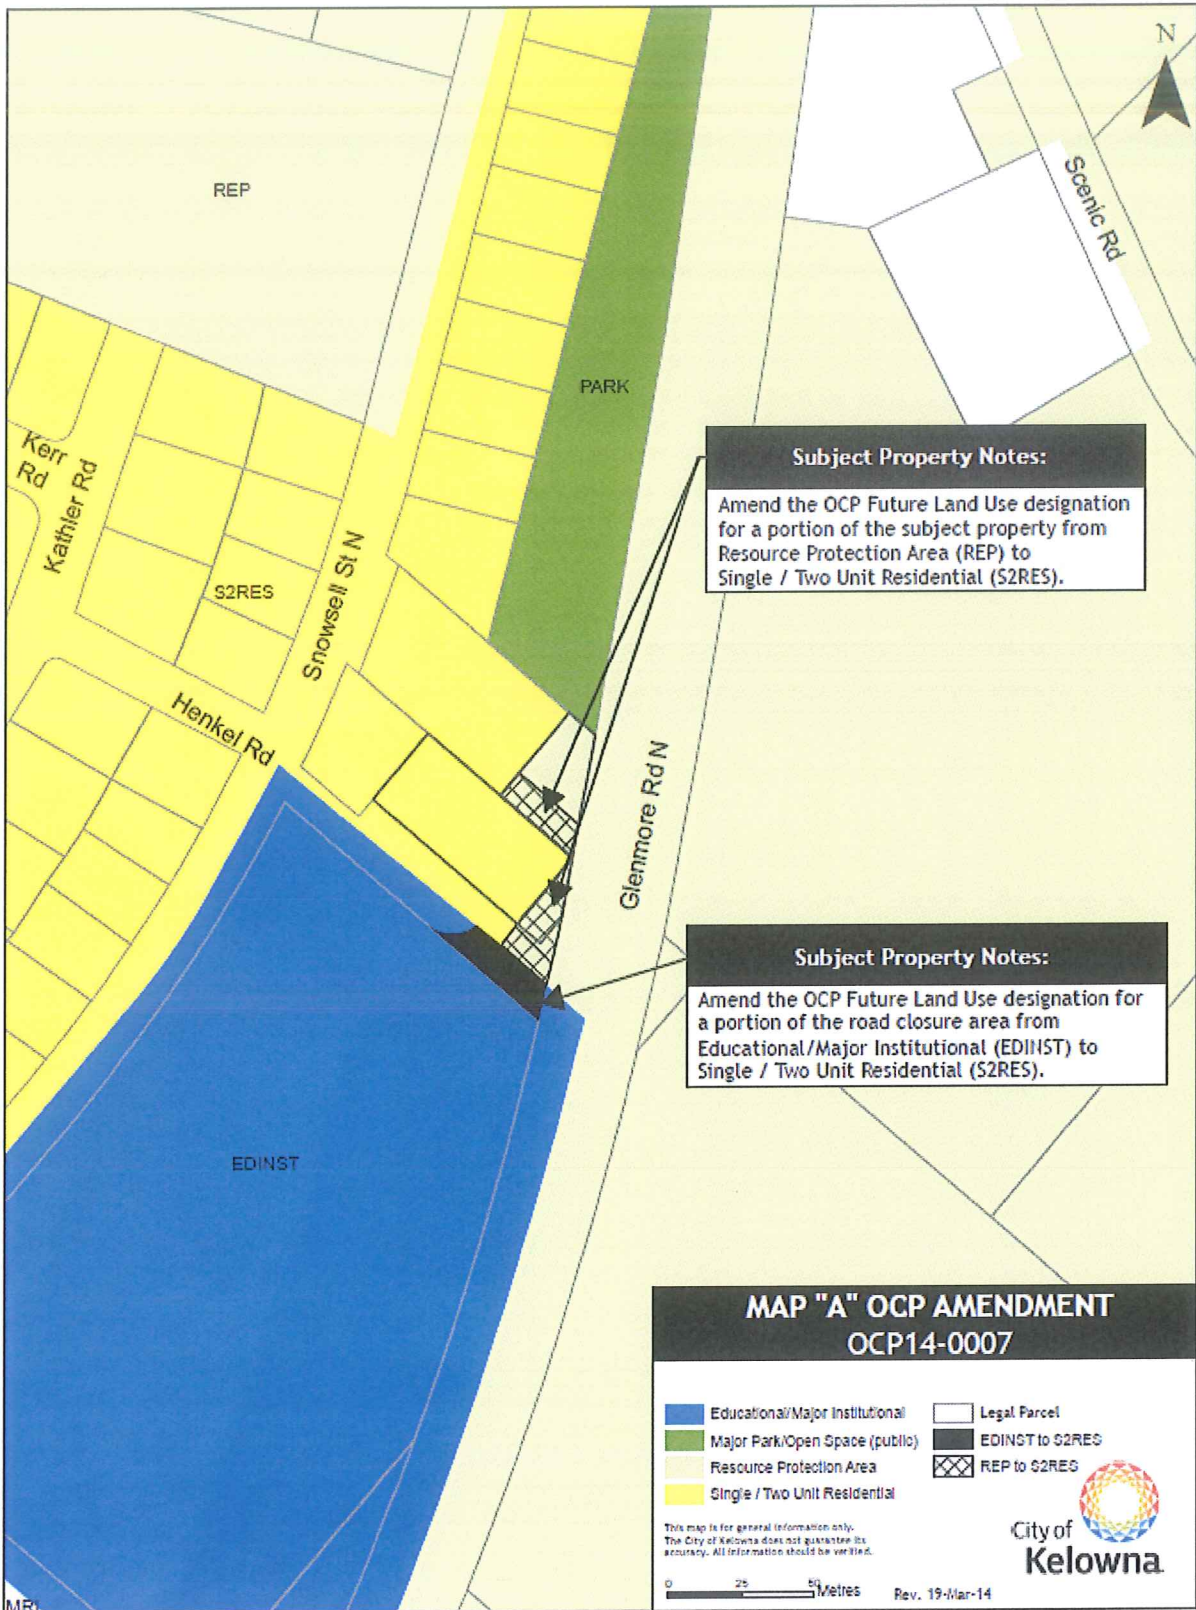 N
REP
Scenic Rd
PARK
Kerr
Rd
Kathler Rd
Snowsell St N
S2RES
Subject Property Notes:
Amend the OCP Future Land Use designation
for a portion of the subject property from
Resource Protection Area (REP) to
Single / Two Unit Residential (S2RES).
Henkel Rd
Glenmore Rd N
Subject Property Notes:
Amend the OCP Future Land Use designation for
a portion of the road closure area from
Educational/Major Institutional (EDINST) to
Single / Two Unit Residential (S2RES).
EDINST
MAP "A" OCP AMENDMENT
OCP14-0007
Educational/Major Institutional
Major Park/Open Space (public)
Resource Protection Area
Single / Two Unit Residential
Legal Parcel
EDINST to S2RES
REP to S2RES
This map is for general information only.
The City of Kelowna does not guarantee its
accuracy. All information should be verified.
City of
Kelowna
0 25 50 Metres
Rev. 19-Mar-14